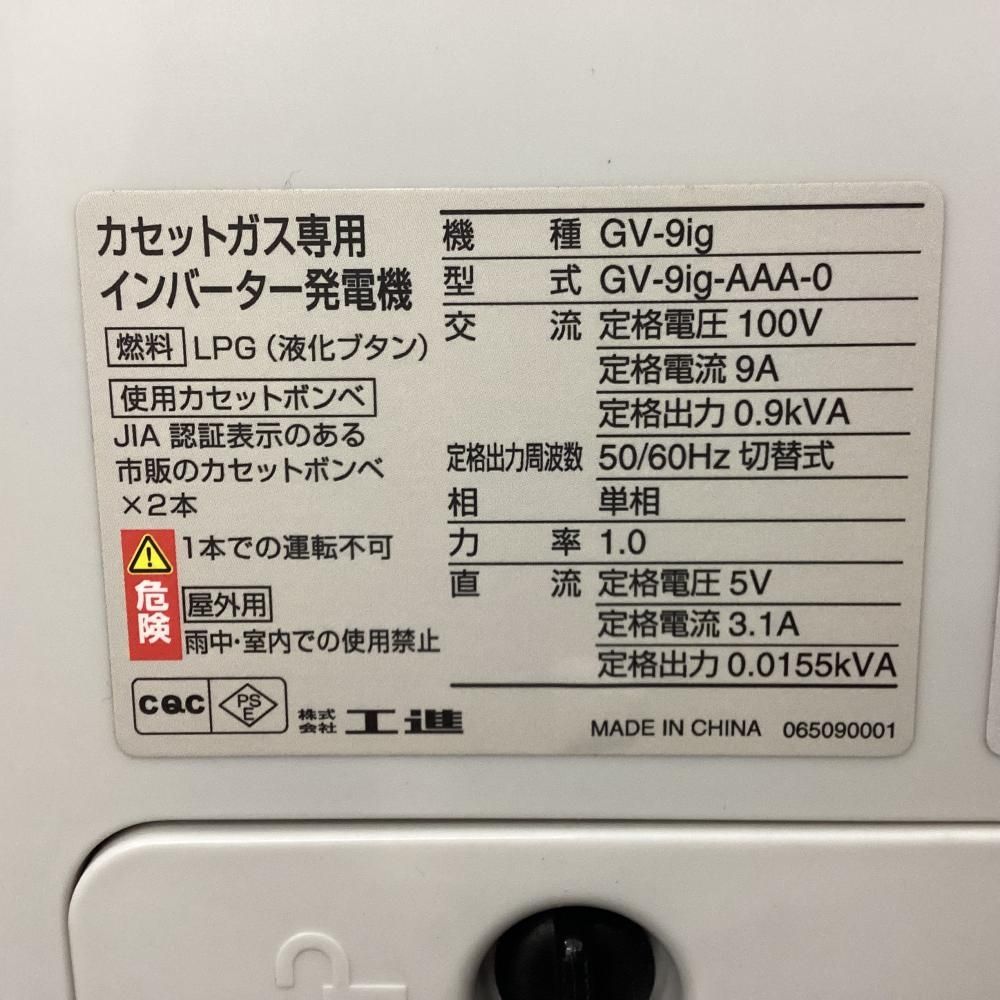 カセットガス専用
インバーター発電機
燃料 LPG（液化ブタン）
使用カセットボンベ
JIA 認証表示のある
市販のカセットボンベ
×2本
危険
1本での運転不可
屋外用
雨中・室内での使用禁止
CQC
PS
E
株式会社 工進
機 種 GV-9ig
型 式 GV-9ig-AAA-0
交 流 定格電圧 100V
定格電流 9A
定格出力 0.9kVA
定格出力周波数 50/60Hz 切替式
相 単相
力 率 1.0
直 流 定格電圧 5V
定格電流 3.1A
定格出力 0.0155kVA
MADE IN CHINA 065090001